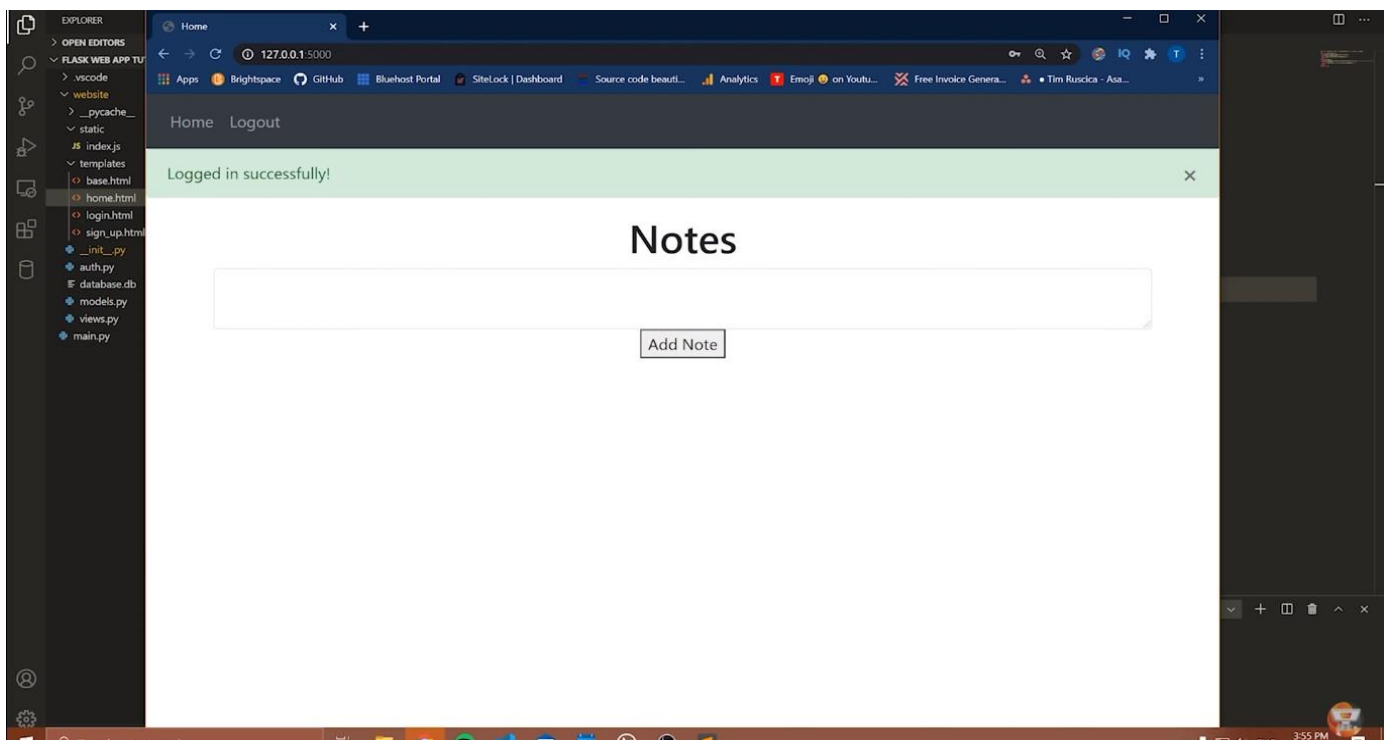 EXPLORER
> OPEN EDITORS
FLASK WEB APP TU
> .vscode
website
> __pycache__
static
JS index.js
templates
<> base.html
<> home.html
<> login.html
<> sign_up.html
__init__.py
auth.py
database.db
models.py
views.py
main.py
Home
127.0.0.1:5000
IQ
T
Apps Brightspace GitHub Bluehost Portal SiteLock | Dashboard Source code beauti... Analytics Emoji 😀 on Youtu... Free Invoice Genera... • Tim Ruscica - Asa... »
Home Logout
Logged in successfully!
Notes
Add Note
3:55 PM